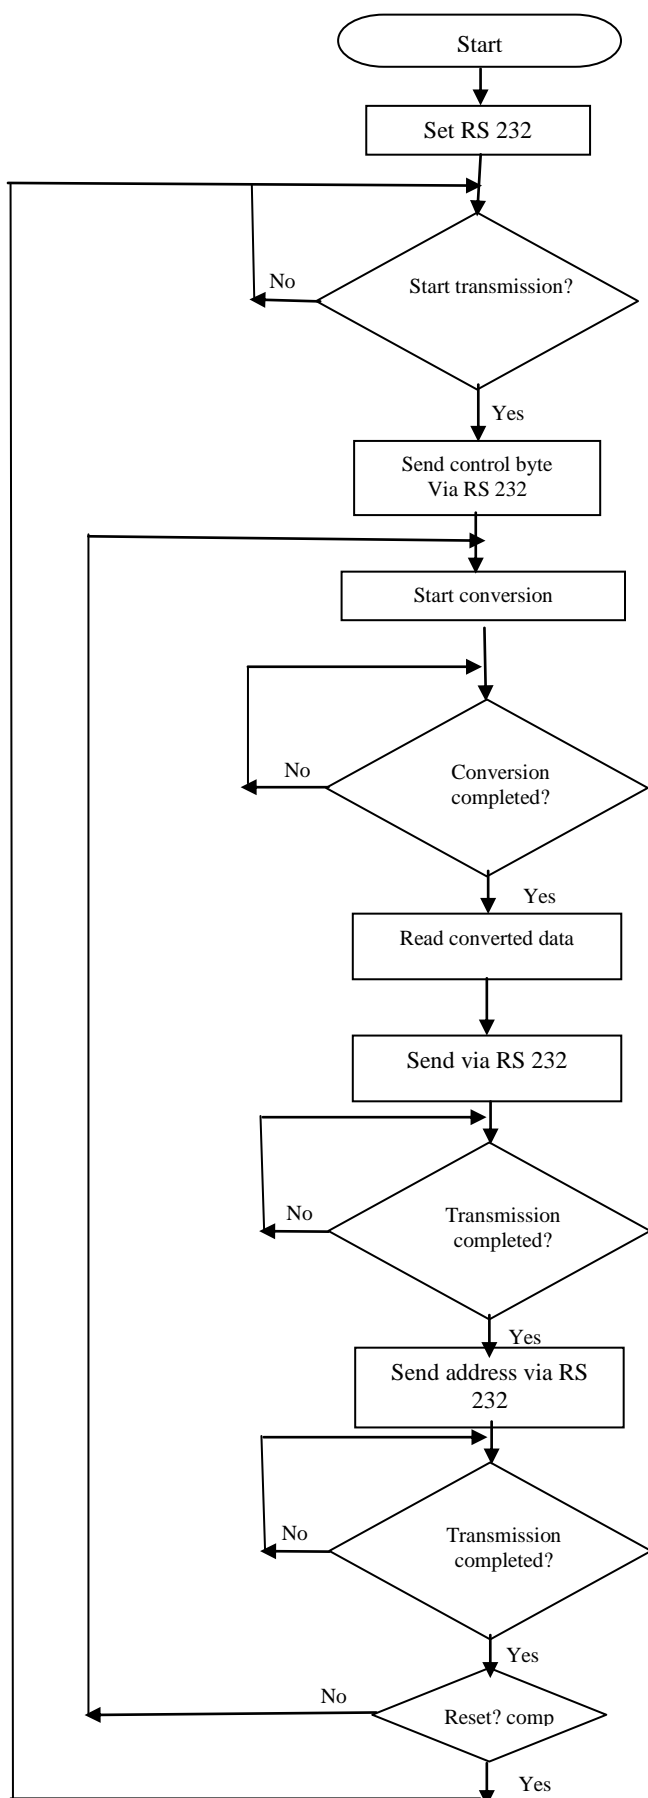 Start
Set RS 232
Start transmission?
No
Yes
Send control byte
Via RS 232
Start conversion
Conversion
completed?
No
Yes
Read converted data
Send via RS 232
Transmission
completed?
No
Yes
Send address via RS
232
Transmission
completed?
No
Yes
Reset? comp
No
Yes